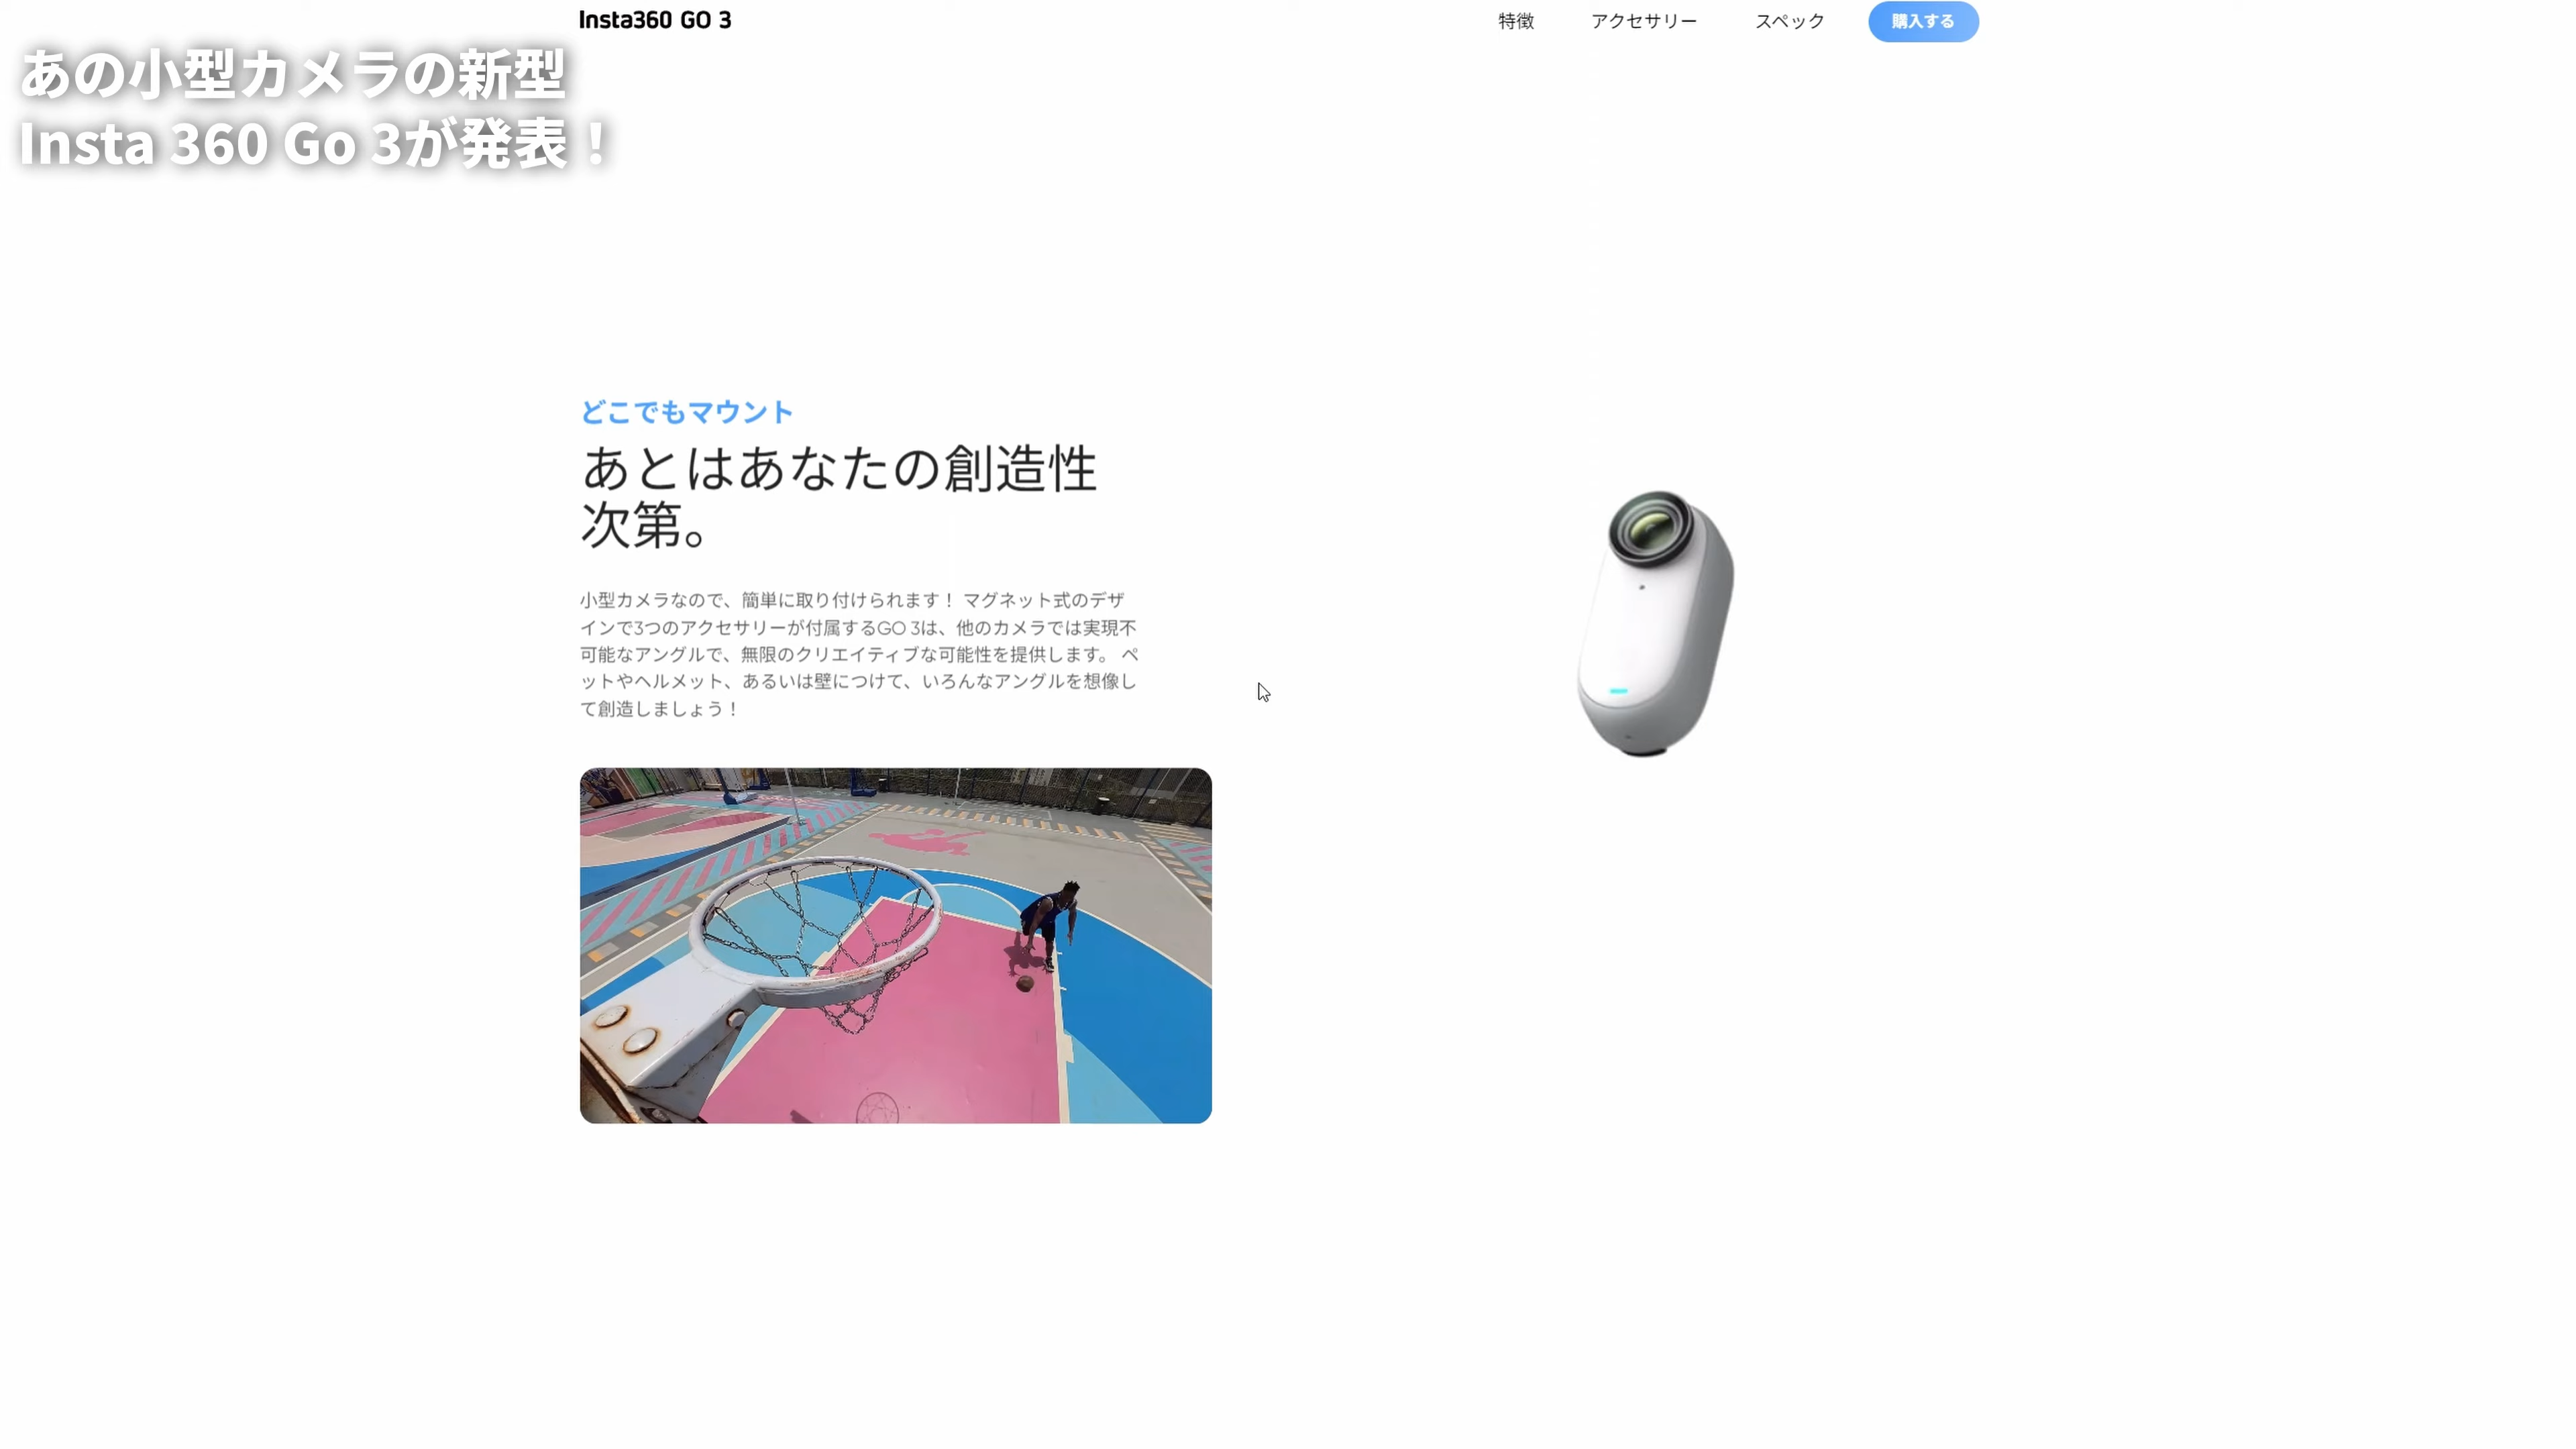 Insta360 GO 3
特徴 アクセサリー スペック 購入する
あの小型カメラの新型
Insta 360 Go 3が発表！
どこでもマウント
あとはあなたの創造性
次第。
小型カメラなので、簡単に取り付けられます！ マグネット式のデザ
インで3つのアクセサリーが付属するGO 3は、他のカメラでは実現不
可能なアングルで、無限のクリエイティブな可能性を提供します。 ペ
ットやヘルメット、あるいは壁につけて、いろんなアングルを想像し
て創造しましょう！